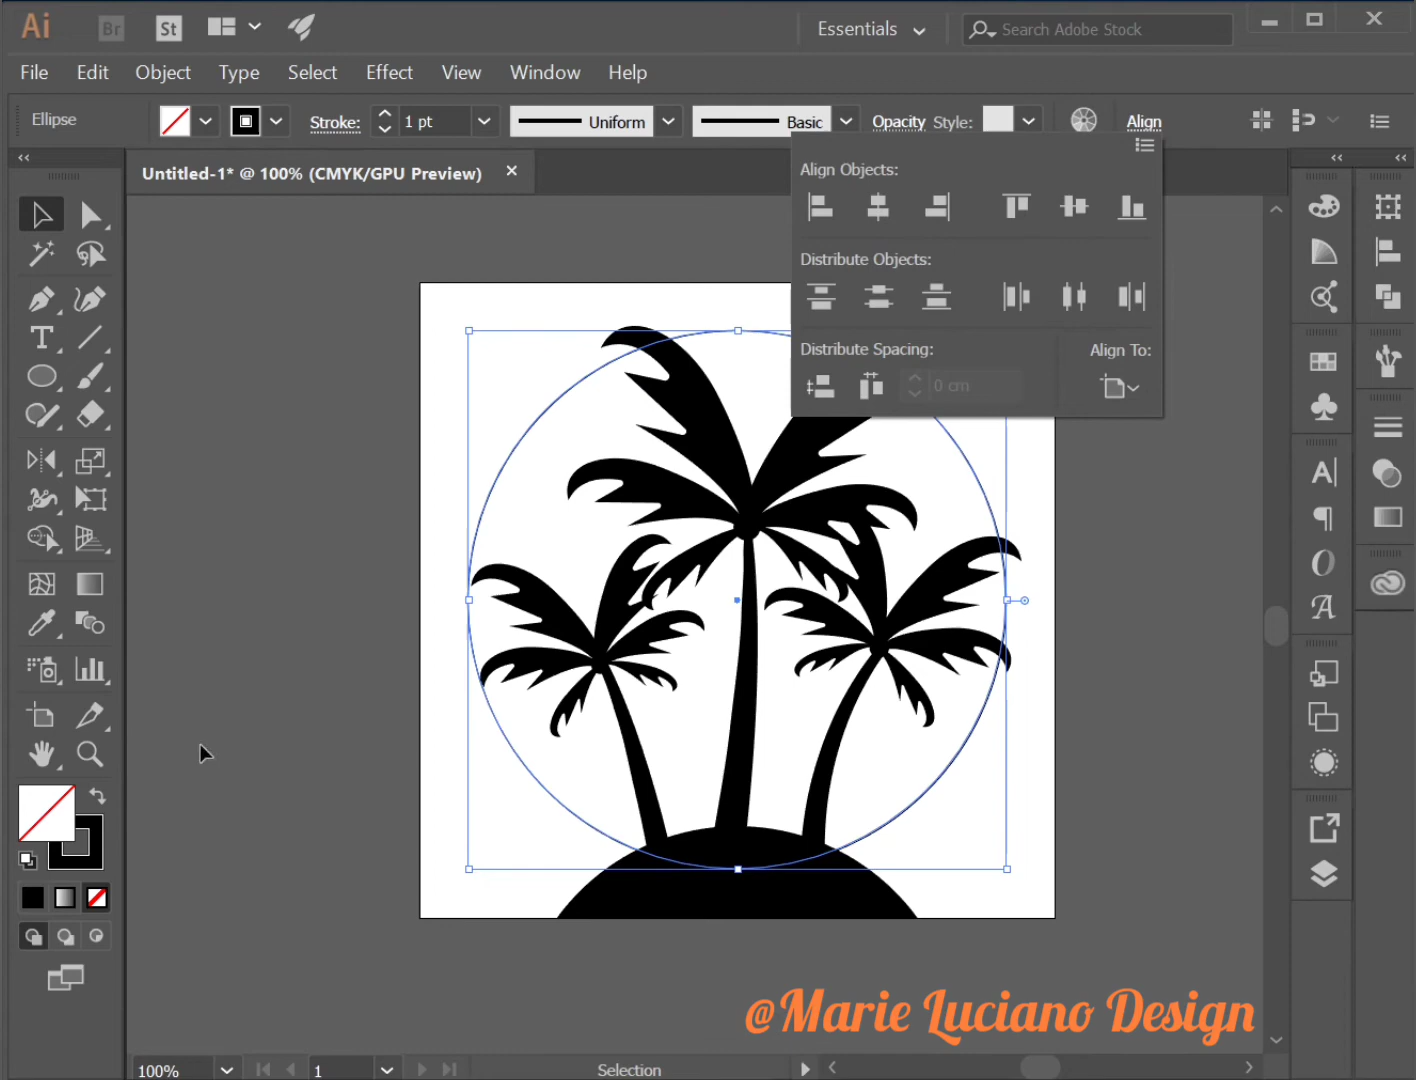 Ai
Br
St
Essentials
Search Adobe Stock
File Edit Object Type Select Effect View Window Help
Ellipse
Stroke:
1 pt
Uniform
Basic
Opacity Style:
Align
Untitled-1* @ 100% (CMYK/GPU Preview)
Align Objects:
Distribute Objects:
Distribute Spacing:
Align To:
0 cm
@Marie Luciano Design
100%
1
Selection